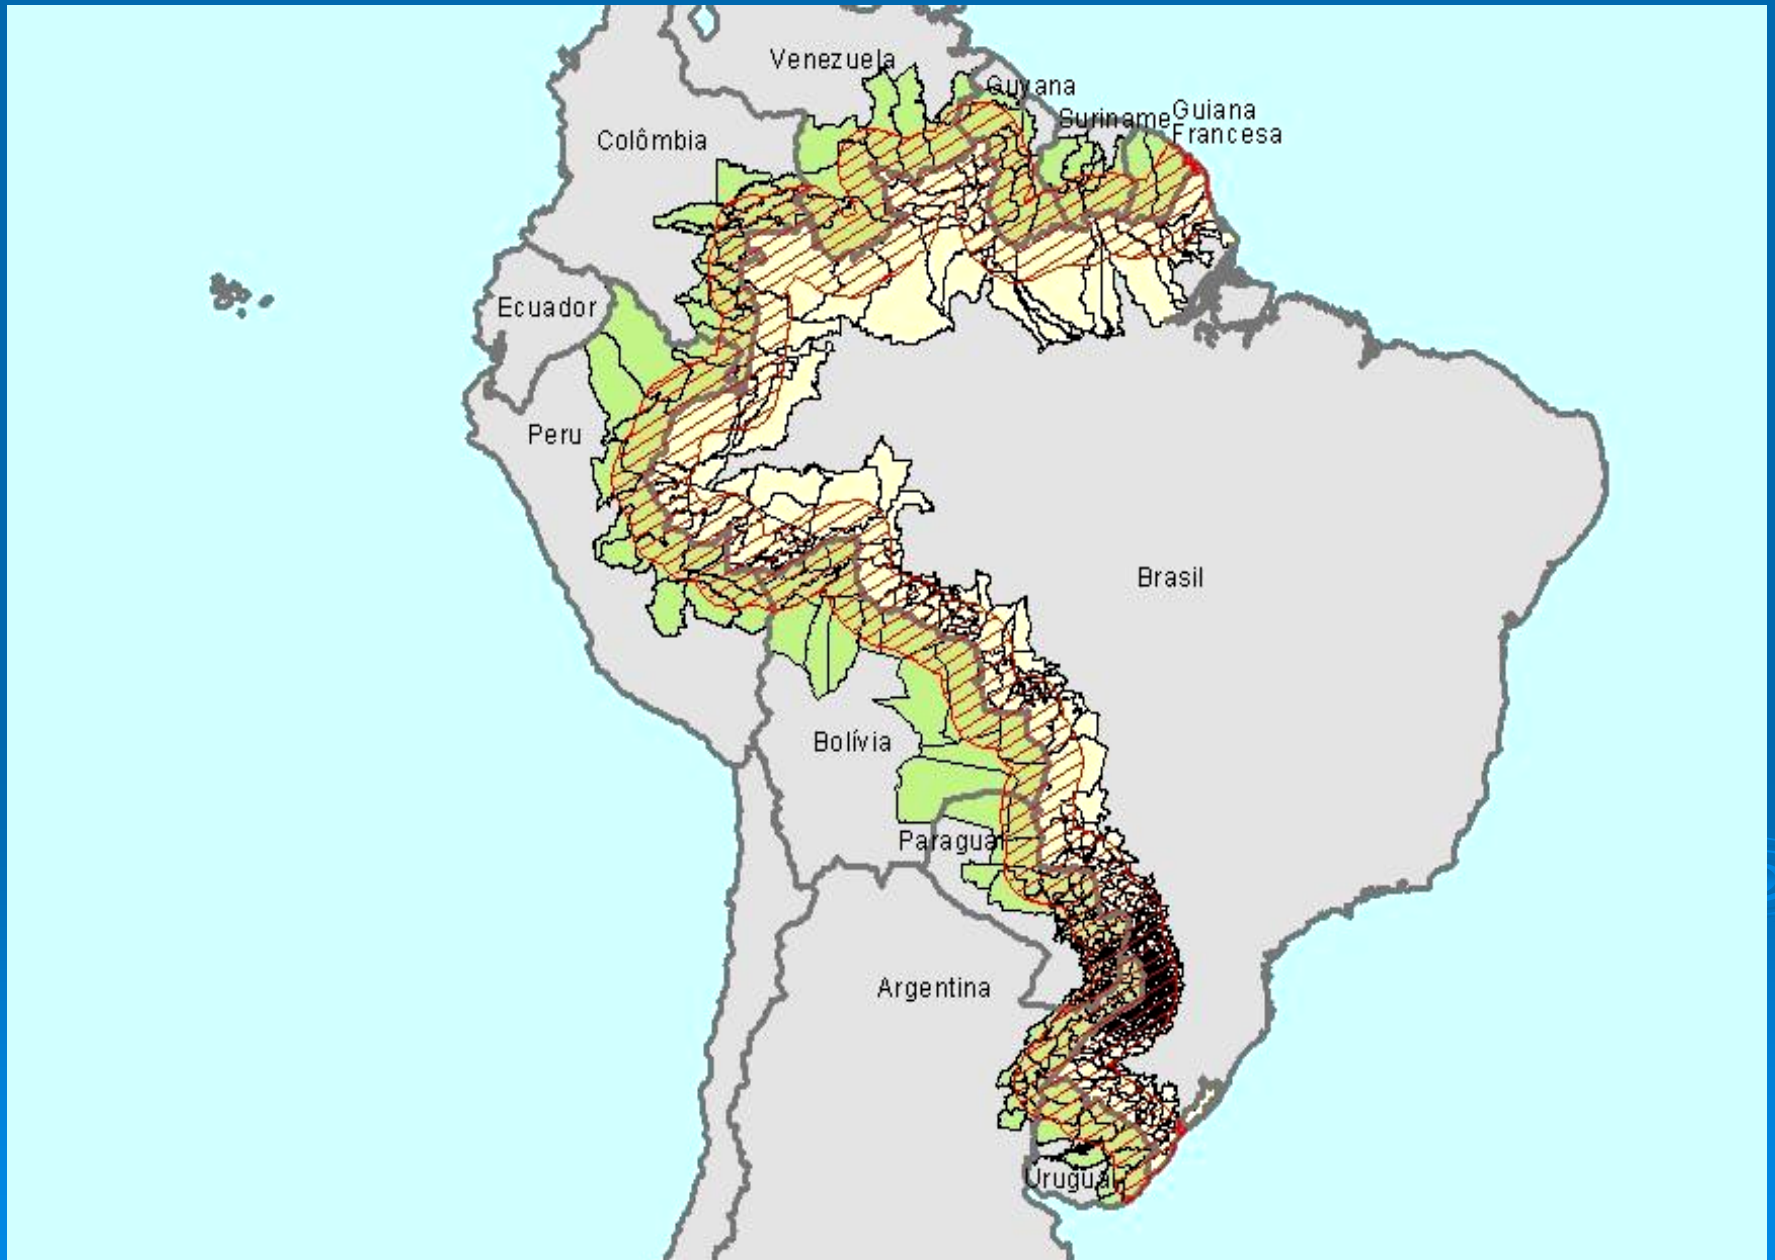 Venezuela
Guyana
Suriname
Guiana
Francesa
Colômbia
Ecuador
Peru
Brasil
Bolívia
Paraguai
Argentina
Uruguai